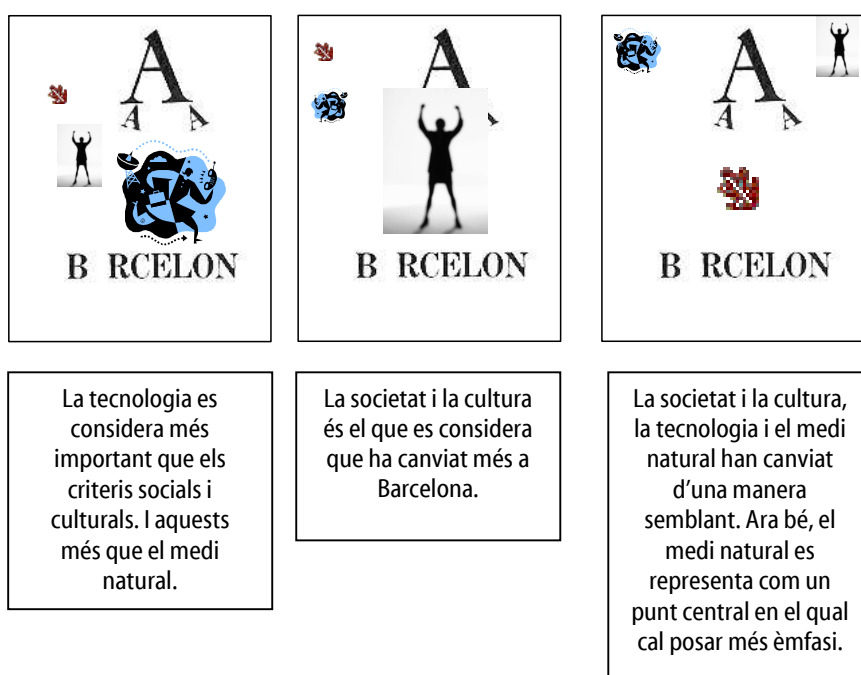 A
A A
B RCELON
A
A
B RCELON
A
A A
B RCELON
La tecnologia es
considera més
important que els
criteris socials i
culturals. I aquests
més que el medi
natural.
La societat i la cultura
és el que es considera
que ha canviat més a
Barcelona.
La societat i la cultura,
la tecnologia i el medi
natural han canviat
d’una manera
semblant. Ara bé, el
medi natural es
representa com un
punt central en el qual
cal posar més èmfasi.